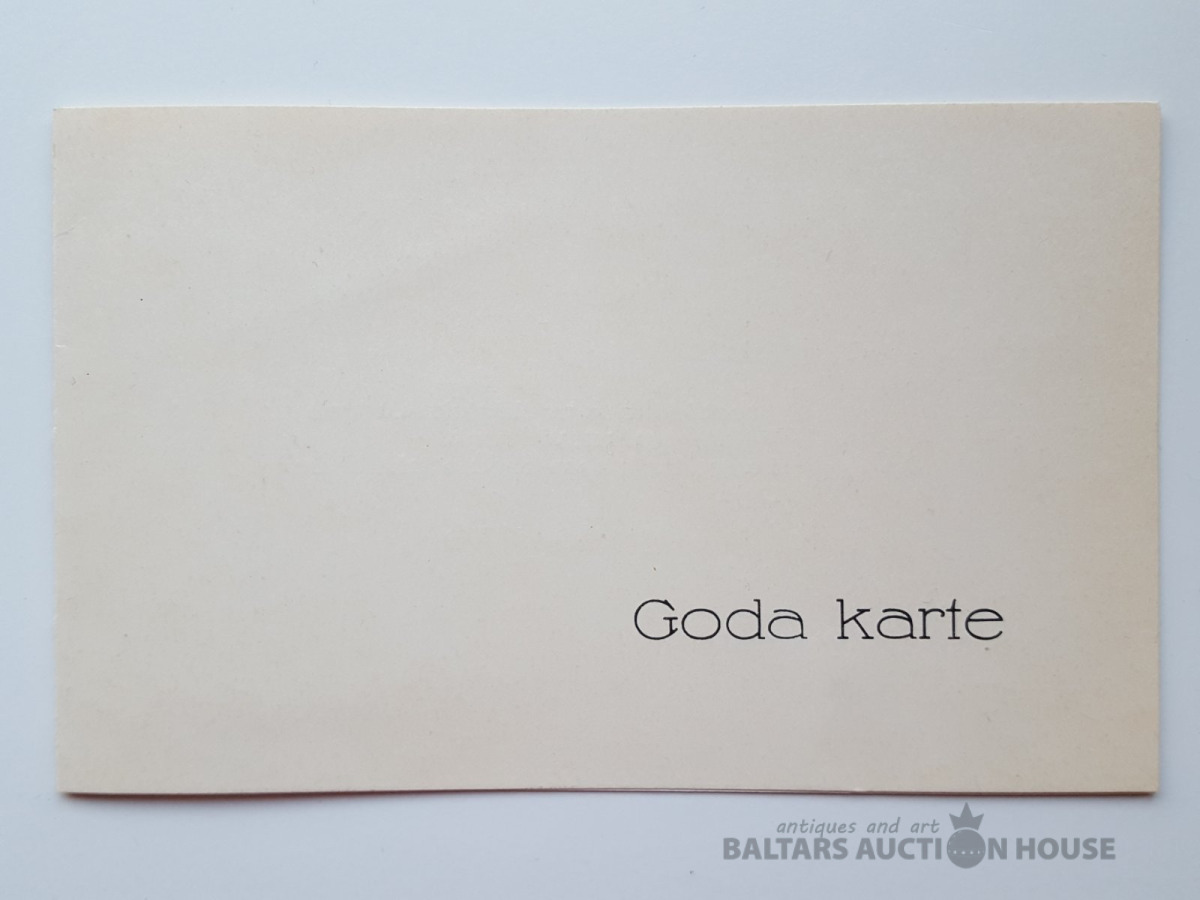 Goda karte
antiques and art
BALTARS AUCTION HOUSE